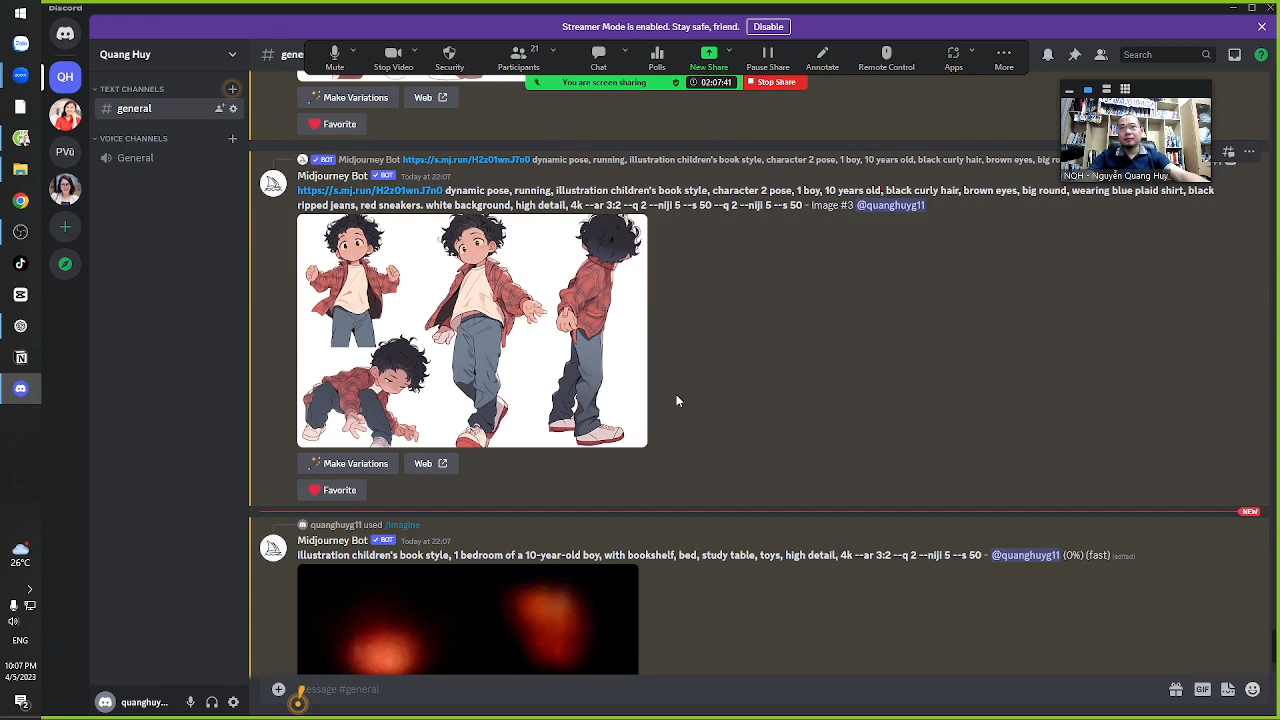 Discord
Streamer Mode is enabled. Stay safe, friend.
Disable
Quang Huy
# gene
21
Mute
Stop Video
Security
Participants
Chat
Polls
New Share
Pause Share
Annotate
Remote Control
Apps
More
Search
You are screen sharing
02:07:41
Stop Share
QH
TEXT CHANNELS
general
VOICE CHANNELS
General
PVü
Make Variations
Web
Favorite
NQH - Nguyễn Quang Huy
BOT Midjourney Bot https://s.mj.run/H2z01wnJ7n0 dynamic pose, running, illustration children's book style, character 2 pose, 1 boy, 10 years old, black curly hair, brown eyes, big ro
Midjourney Bot BOT Today at 22:07
https://s.mj.run/H2z01wnJ7n0 dynamic pose, running, illustration children's book style, character 2 pose, 1 boy, 10 years old, black curly hair, brown eyes, big round, wearing blue plaid shirt, black
ripped jeans, red sneakers. white background, high detail, 4k --ar 3:2 --q 2 --niji 5 --s 50 --q 2 --niji 5 --s 50 - Image #3 @quanghuyg11
Make Variations
Web
Favorite
NEW
quanghuyg11 used /imagine
Midjourney Bot BOT Today at 22:07
illustration children's book style, 1 bedroom of a 10-year-old boy, with bookshelf, bed, study table, toys, high detail, 4k --ar 3:2 --q 2 --niji 5 --s 50 - @quanghuyg11 (0%) (fast) (edited)
essage #general
GIF
quanghuy...
26°C
ENG
10:07 PM
4/5/2023
2